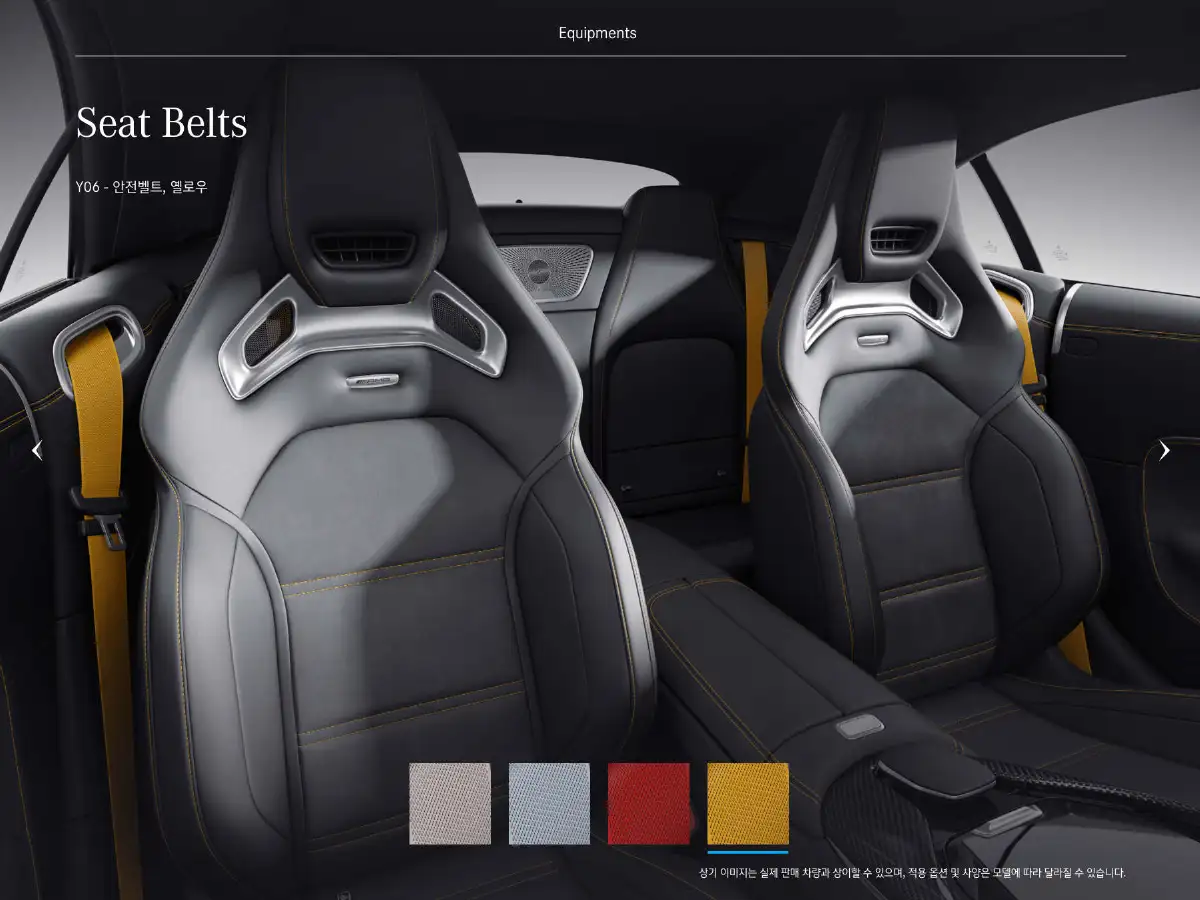 Equipments
Seat Belts
Y06 - 안전벨트, 옐로우
상기 이미지는 실제 판매 차량과 상이할 수 있으며, 적용 옵션 및 사양은 모델에 따라 달라질 수 있습니다.